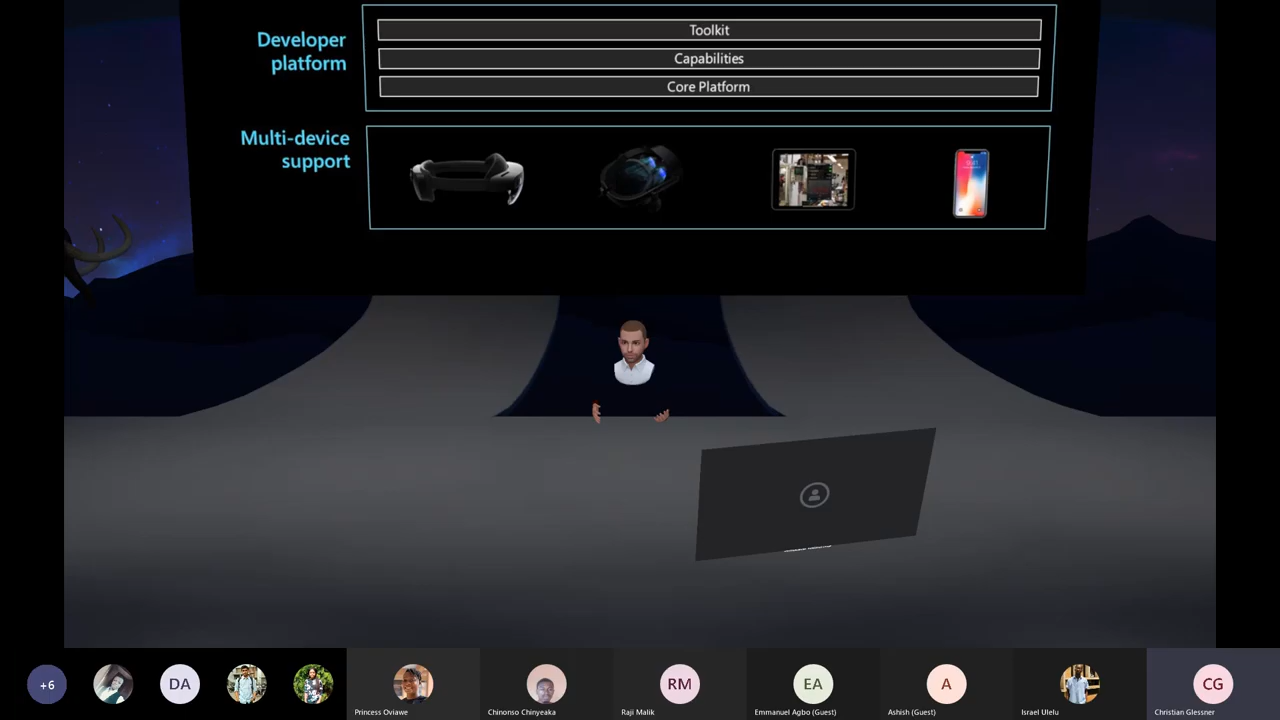 Developer
platform
Toolkit
Capabilities
Core Platform
Multi-device
support
+6
DA
RM
EA
A
CG
Princess Oviawe
Chinonso Chinyeaka
Raji Malik
Emmanuel Agbo (Guest)
Ashish (Guest)
Israel Ulelu
Christian Glessner